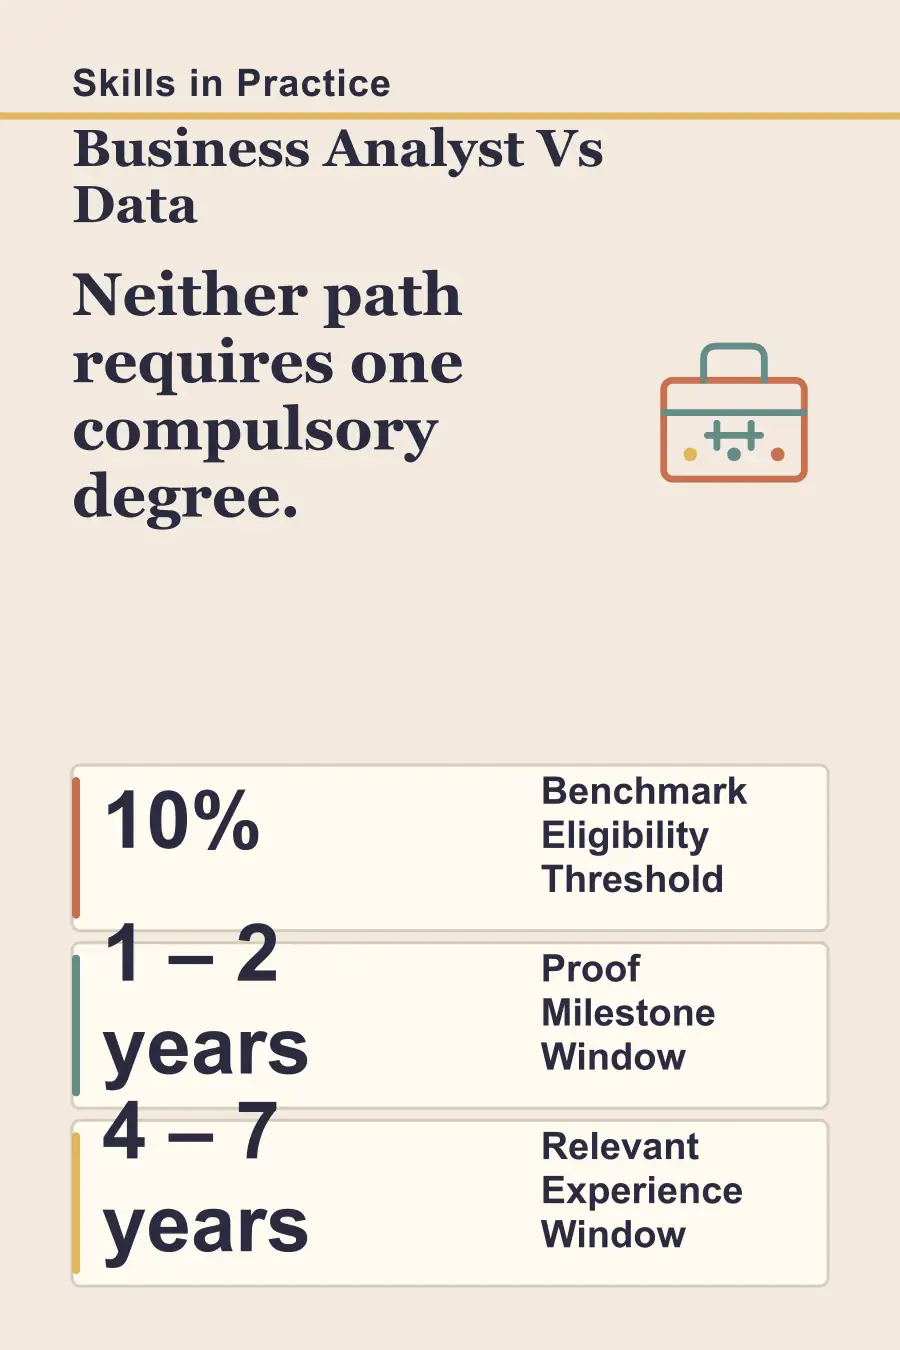 Skills in Practice
Business Analyst Vs
Data
Neither path
requires one
compulsory
degree.
10%
Benchmark
Eligibility
Threshold
1 – 2
years
Proof
Milestone
Window
4 – 7
years
Relevant
Experience
Window